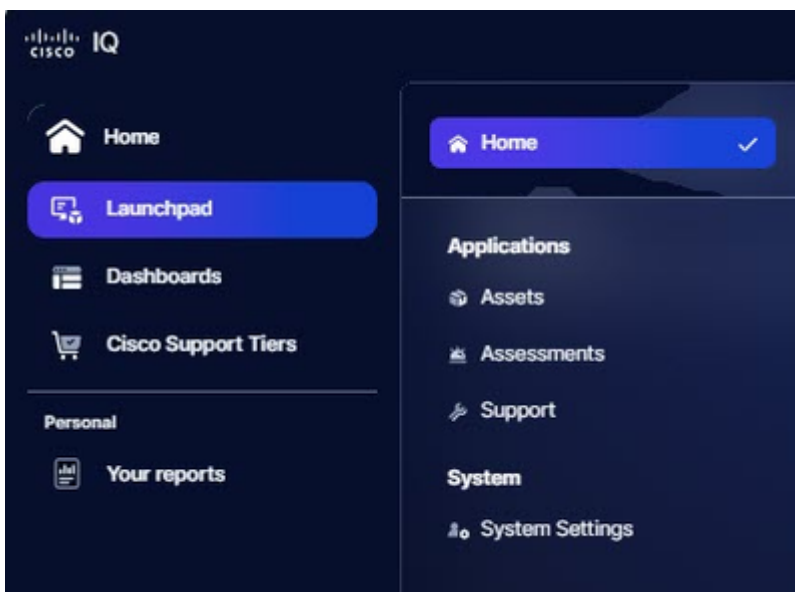 cisco IQ
Home
Launchpad
Dashboards
Cisco Support Tiers
Personal
Your reports
Home
Applications
Assets
Assessments
Support
System
System Settings